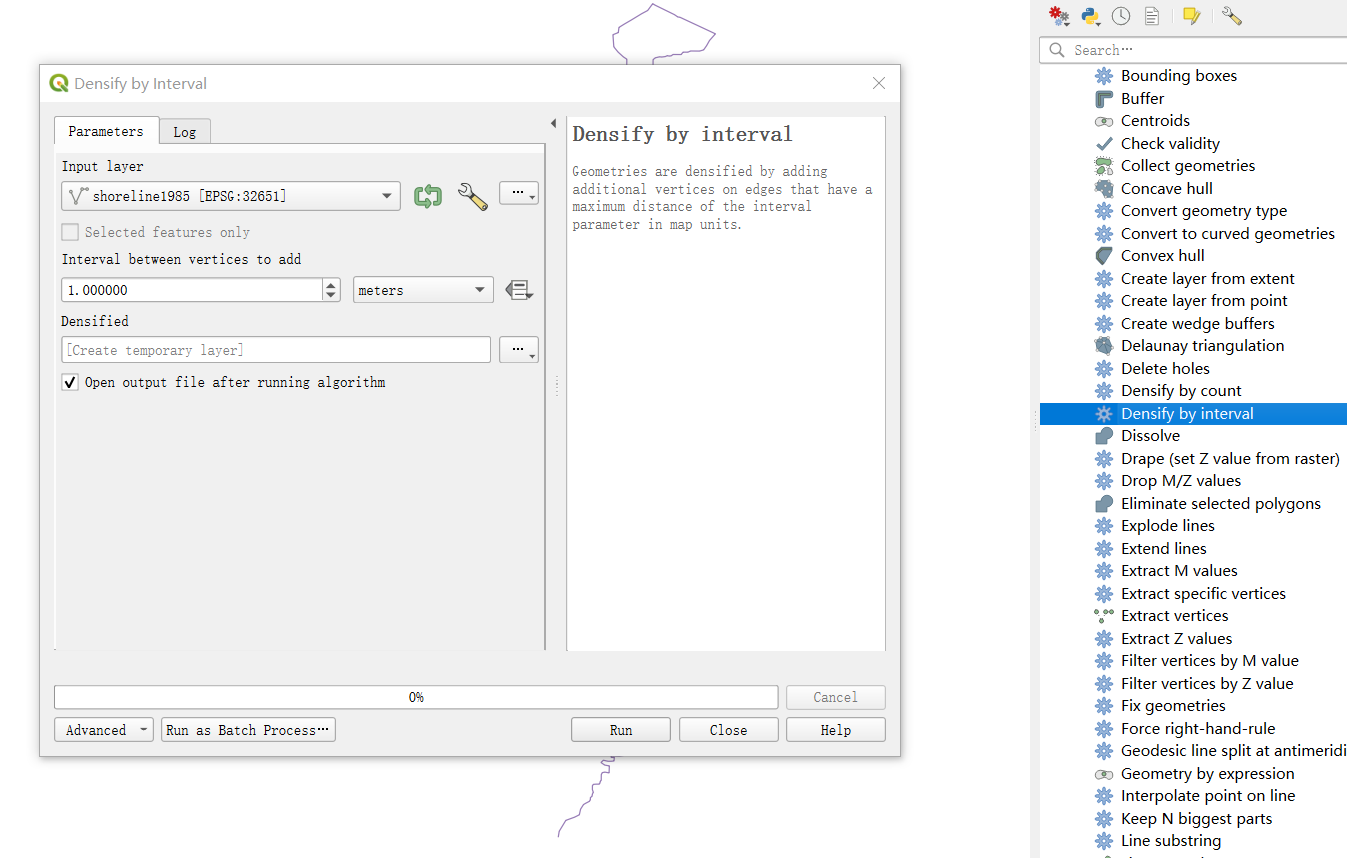 Densify by Interval
Parameters
Log
Input layer
shoreline1985 [EPSG:32651]
...
Selected features only
Interval between vertices to add
1.000000
meters
Densified
[Create temporary layer]
...
Open output file after running algorithm
Densify by interval
Geometries are densified by adding
additional vertices on edges that have a
maximum distance of the interval
parameter in map units.
0%
Cancel
Advanced
Run as Batch Process…
Run
Close
Help
Search…
Bounding boxes
Buffer
Centroids
Check validity
Collect geometries
Concave hull
Convert geometry type
Convert to curved geometries
Convex hull
Create layer from extent
Create layer from point
Create wedge buffers
Delaunay triangulation
Delete holes
Densify by count
Densify by interval
Dissolve
Drape (set Z value from raster)
Drop M/Z values
Eliminate selected polygons
Explode lines
Extend lines
Extract M values
Extract specific vertices
Extract vertices
Extract Z values
Filter vertices by M value
Filter vertices by Z value
Fix geometries
Force right-hand-rule
Geodesic line split at antimeridi
Geometry by expression
Interpolate point on line
Keep N biggest parts
Line substring